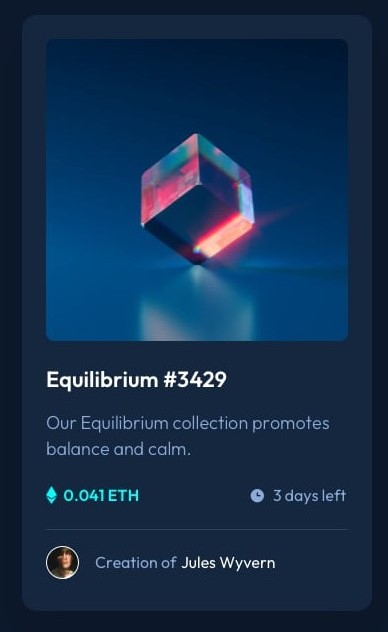 Equilibrium #3429
Our Equilibrium collection promotes
balance and calm.
0.041 ETH
3 days left
Creation of Jules Wyvern